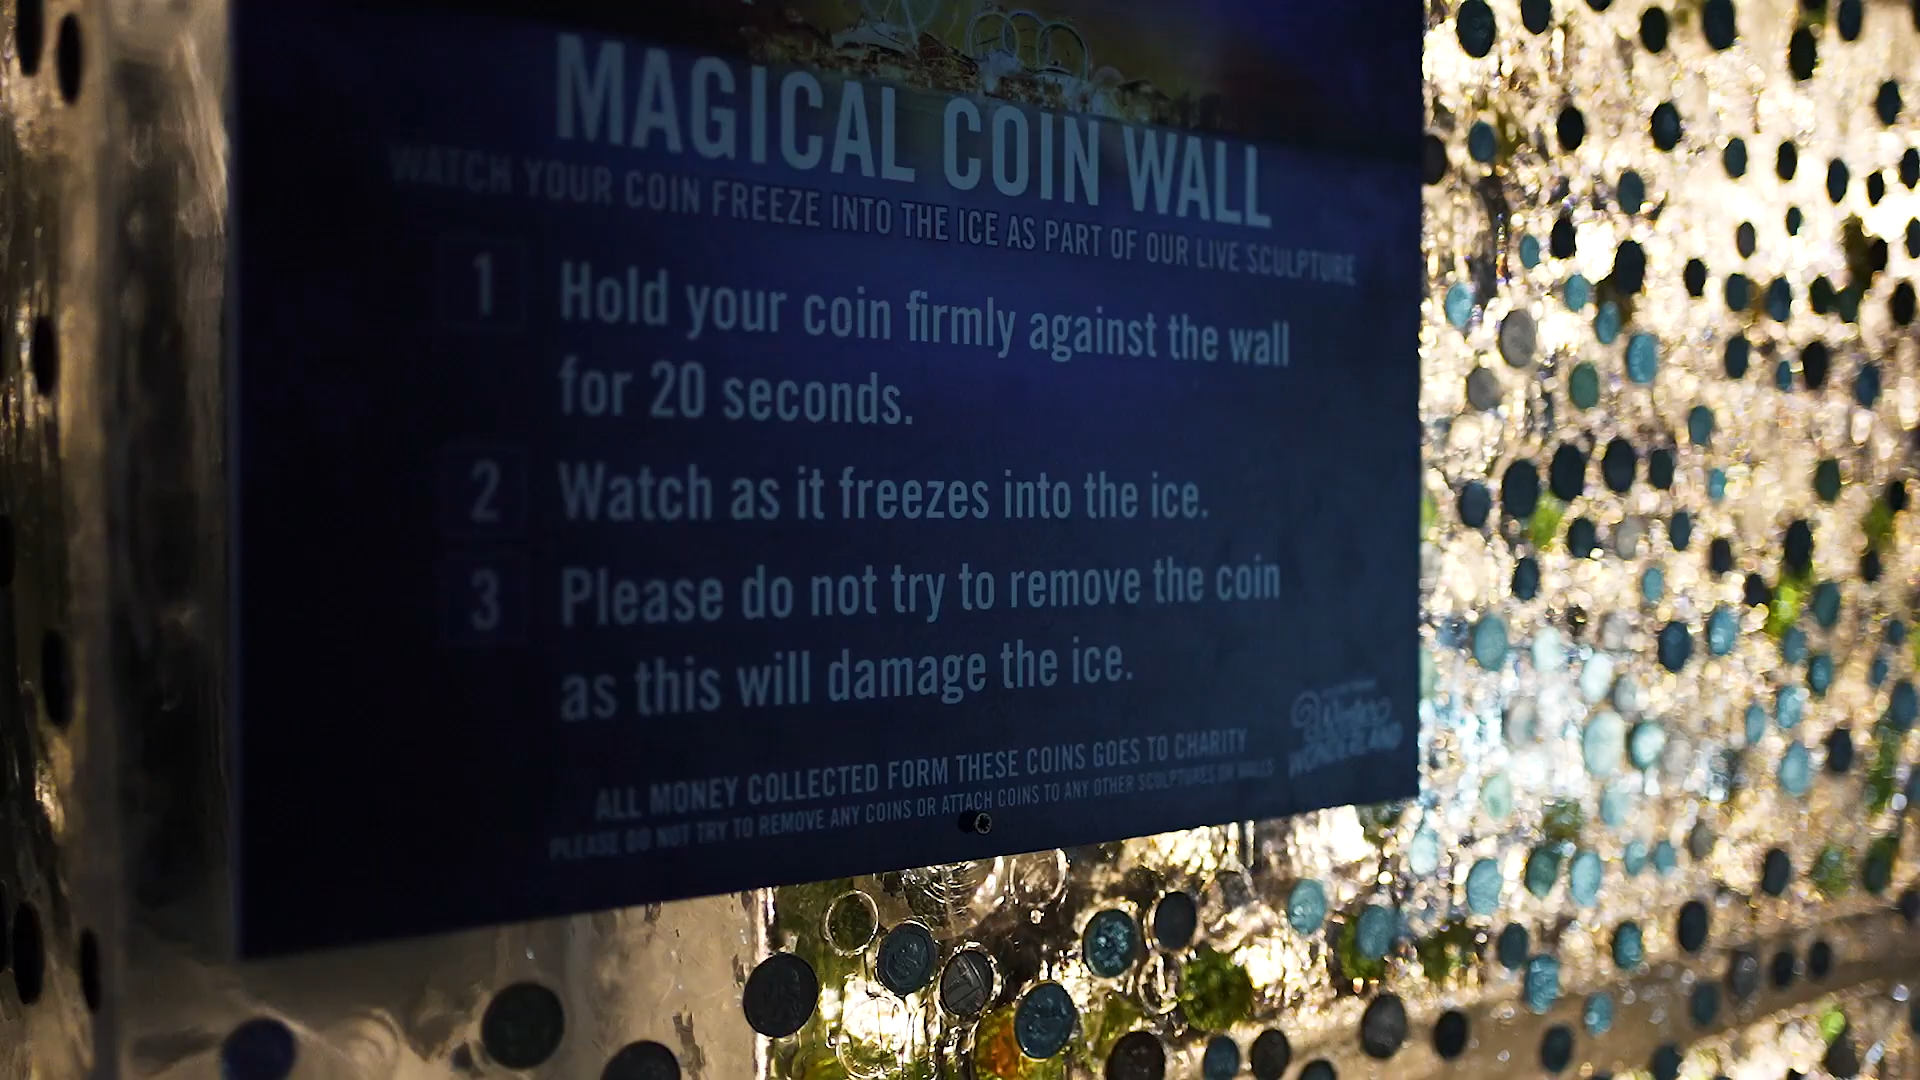 MAGICAL COIN WALL
WATCH YOUR COIN FREEZE INTO THE ICE AS PART OF OUR LIVE SCULPTURE
1 Hold your coin firmly against the wall
for 20 seconds.
2 Watch as it freezes into the ice.
3 Please do not try to remove the coin
as this will damage the ice.
Winter
WONDERLAND
ALL MONEY COLLECTED FORM THESE COINS GOES TO CHARITY
PLEASE DO NOT TRY TO REMOVE ANY COINS OR ATTACH COINS TO ANY OTHER SCULPTURES OR WALLS